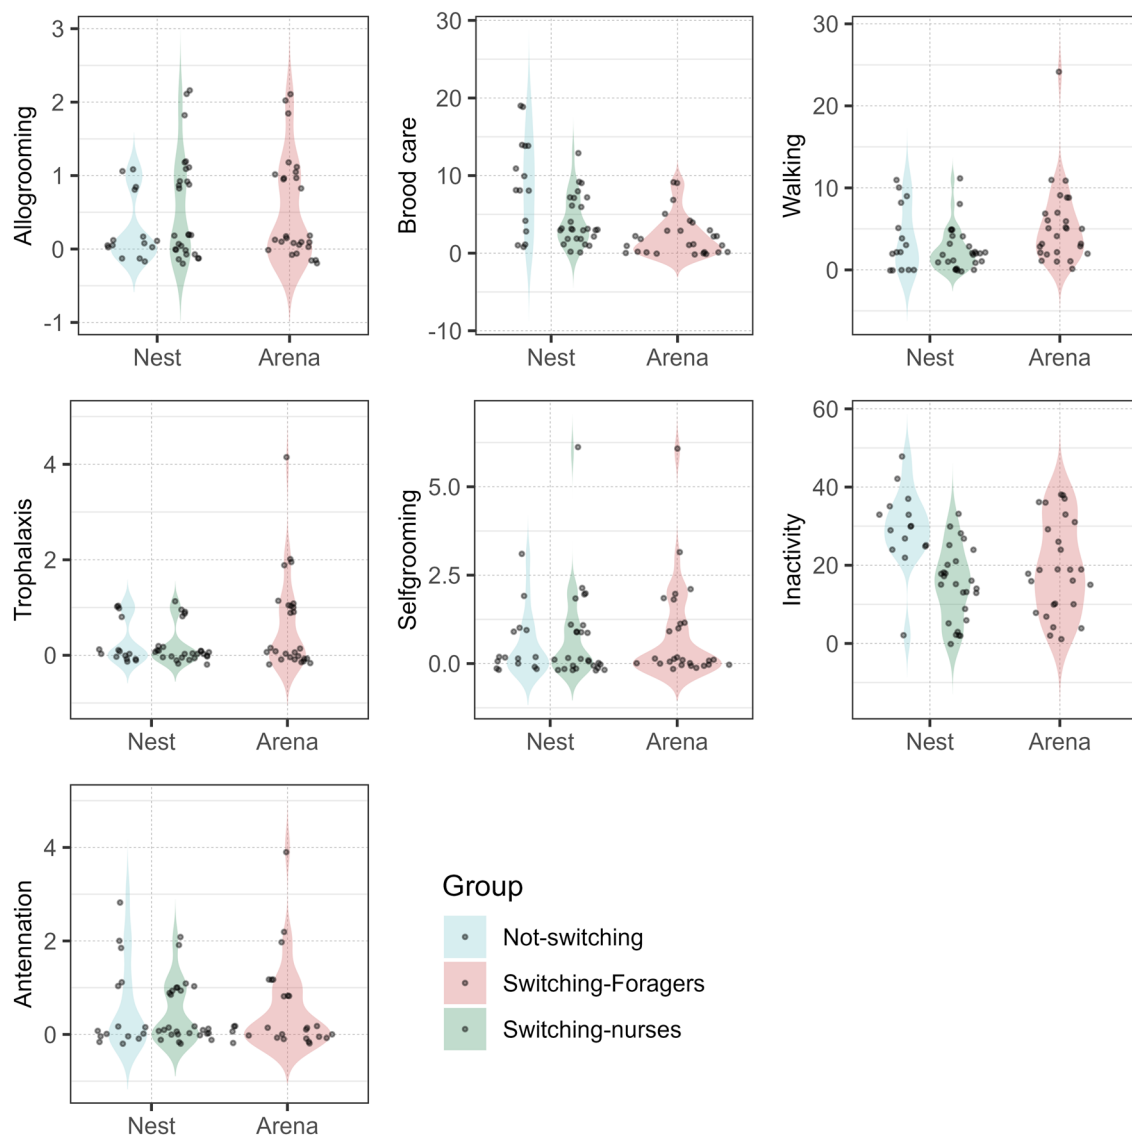 Allogrooming
3
2
1
0
-1
Nest
Arena
Brood care
30
20
10
0
-10
Nest
Arena
Walking
30
20
10
0
Nest
Arena
Trophalaxis
4
2
0
Nest
Arena
Selfgrooming
5.0
2.5
0.0
Nest
Arena
Inactivity
60
40
20
0
Nest
Arena
Antennation
4
2
0
Nest
Arena
Group
Not-switching
Switching-Foragers
Switching-nurses